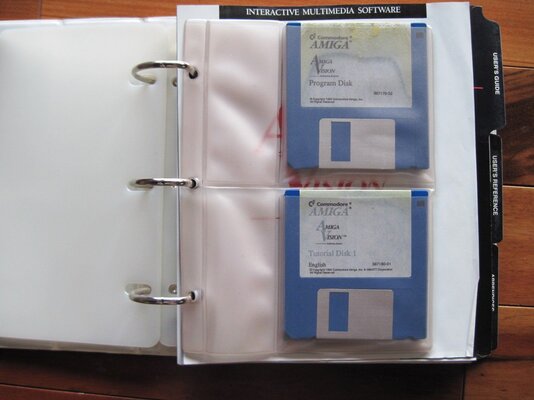 INTERACTIVE MULTIMEDIA SOFTWARE
Commodore
AMIGA
AMIGA
VISION
Program Disk
USER'S GUIDE
USER'S REFERENCE
Commodore
AMIGA
AMIGA
VISION™
Tutorial Disk 1
English